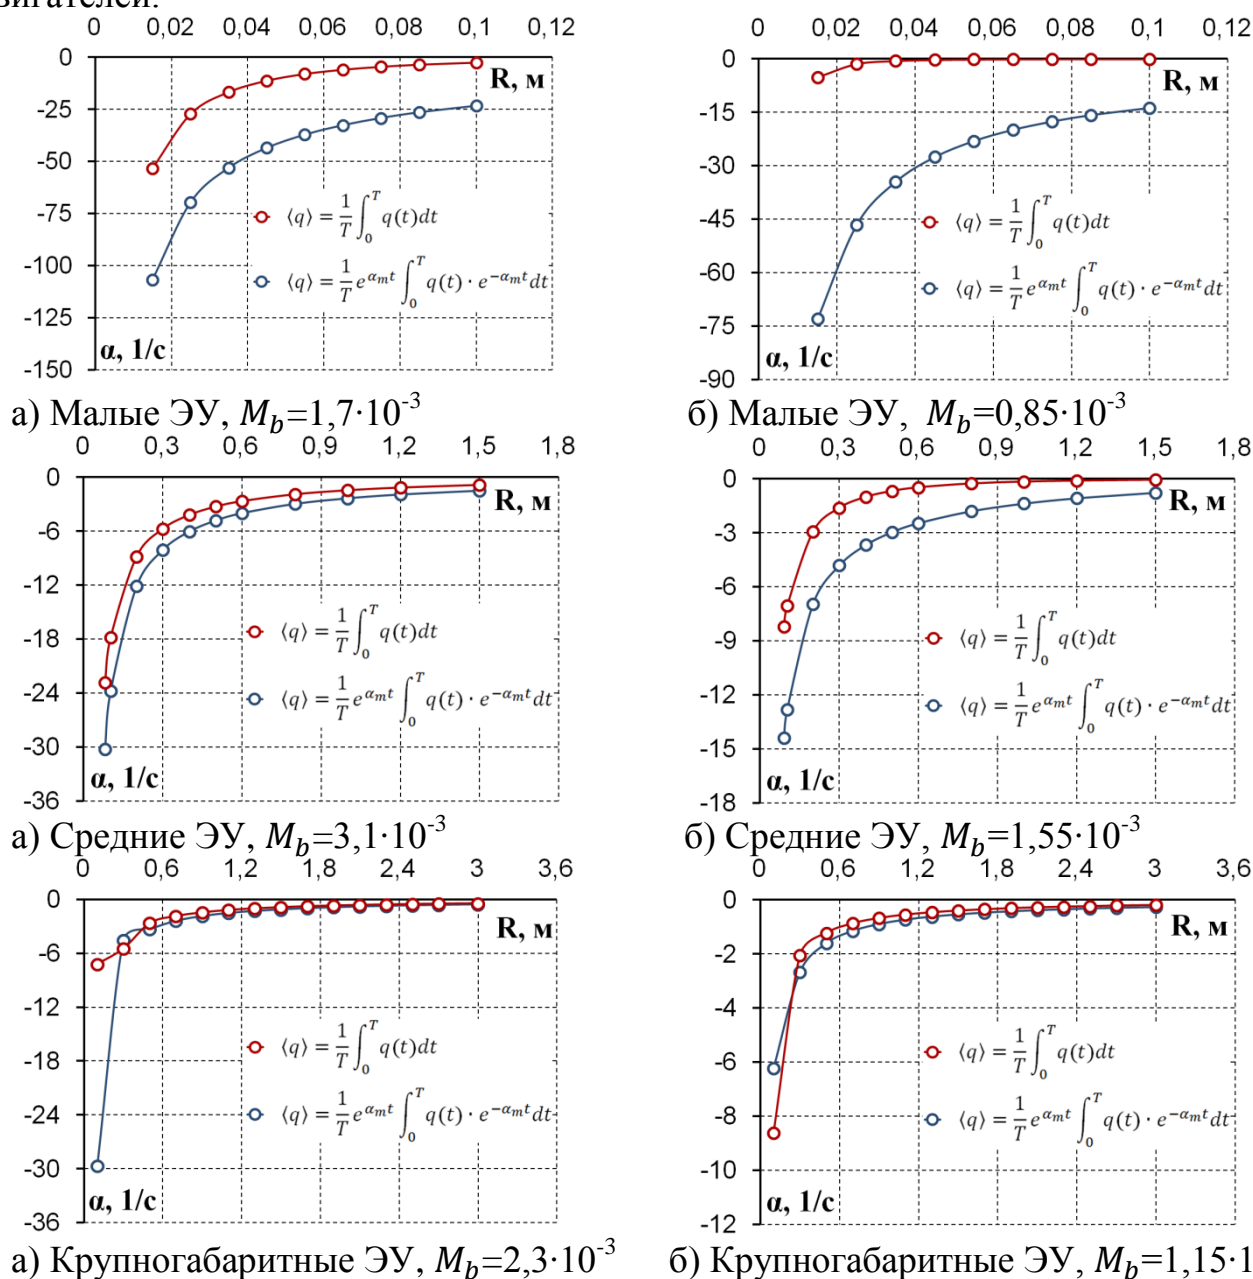 вигателей.
0 0,02 0,04 0,06 0,08 0,1 0,12
0
-25
-50
-75
-100
-125
-150
R, м
⟨q⟩ = 1/T ∫₀ᵀ q(t)dt
⟨q⟩ = 1/T e^{α_m t} ∫₀ᵀ q(t) · e^{−α_m t}dt
α, 1/с
0 0,02 0,04 0,06 0,08 0,1 0,12
0
-15
-30
-45
-60
-75
-90
R, м
⟨q⟩ = 1/T ∫₀ᵀ q(t)dt
⟨q⟩ = 1/T e^{α_m t} ∫₀ᵀ q(t) · e^{−α_m t}dt
α, 1/с
а) Малые ЭУ, M_b=1,7·10⁻³
б) Малые ЭУ, M_b=0,85·10⁻³
0 0,3 0,6 0,9 1,2 1,5 1,8
0
-6
-12
-18
-24
-30
-36
R, м
⟨q⟩ = 1/T ∫₀ᵀ q(t)dt
⟨q⟩ = 1/T e^{α_m t} ∫₀ᵀ q(t) · e^{−α_m t}dt
α, 1/с
0 0,3 0,6 0,9 1,2 1,5 1,8
0
-3
-6
-9
-12
-15
-18
R, м
⟨q⟩ = 1/T ∫₀ᵀ q(t)dt
⟨q⟩ = 1/T e^{α_m t} ∫₀ᵀ q(t) · e^{−α_m t}dt
α, 1/с
а) Средние ЭУ, M_b=3,1·10⁻³
б) Средние ЭУ, M_b=1,55·10⁻³
0 0,6 1,2 1,8 2,4 3 3,6
0
-6
-12
-18
-24
-30
-36
R, м
⟨q⟩ = 1/T ∫₀ᵀ q(t)dt
⟨q⟩ = 1/T e^{α_m t} ∫₀ᵀ q(t) · e^{−α_m t}dt
α, 1/с
0 0,6 1,2 1,8 2,4 3 3,6
0
-2
-4
-6
-8
-10
-12
R, м
⟨q⟩ = 1/T ∫₀ᵀ q(t)dt
⟨q⟩ = 1/T e^{α_m t} ∫₀ᵀ q(t) · e^{−α_m t}dt
α, 1/с
а) Крупногабаритные ЭУ, M_b=2,3·10⁻³
б) Крупногабаритные ЭУ, M_b=1,15·1